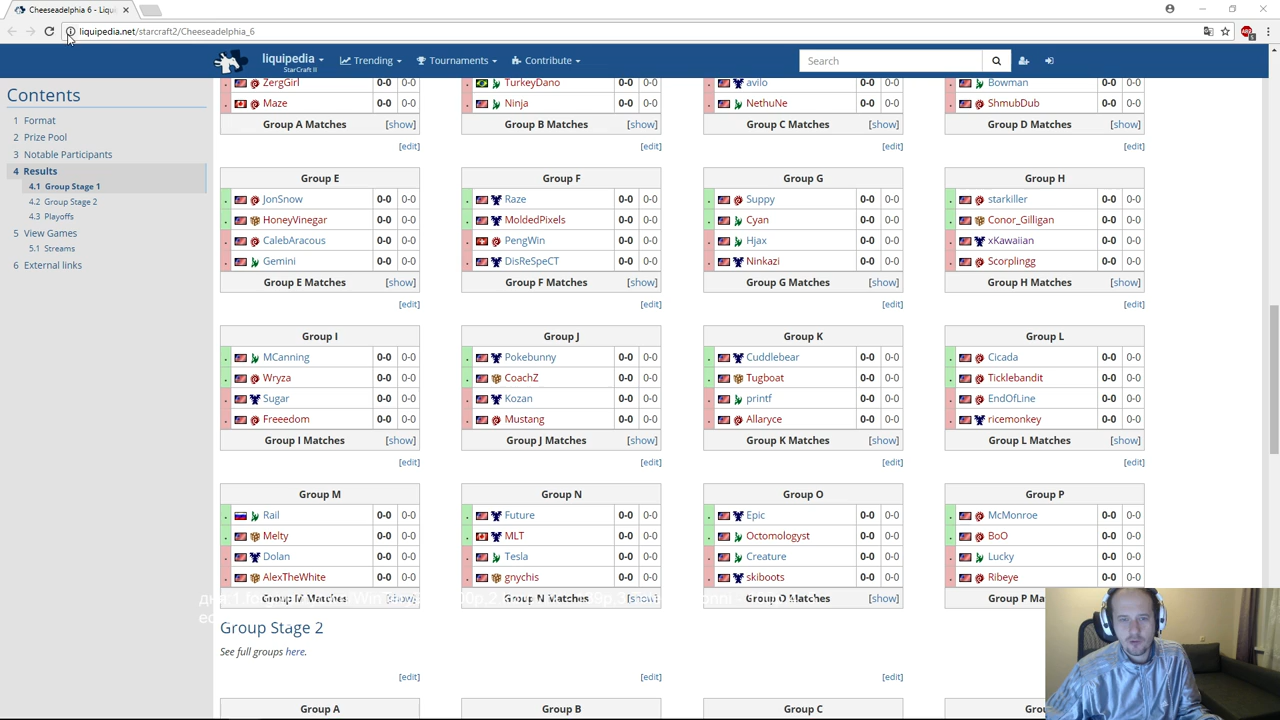 Cheeseadelphia 6 - Liqui
liquipedia.net/starcraft2/Cheeseadelphia_6
liquipedia
StarCraft II
Trending
Tournaments
Contribute
Search
Contents
1 Format
2 Prize Pool
3 Notable Participants
4 Results
4.1 Group Stage 1
4.2 Group Stage 2
4.3 Playoffs
5 View Games
5.1 Streams
6 External links
ZergGirl 0-0 0-0
Maze 0-0 0-0
Group A Matches [show]
[edit]
TurkeyDano 0-0 0-0
Ninja 0-0 0-0
Group B Matches [show]
[edit]
avilo 0-0 0-0
NethuNe 0-0 0-0
Group C Matches [show]
[edit]
Bowman 0-0 0-0
ShmubDub 0-0 0-0
Group D Matches [show]
[edit]
Group E
JonSnow 0-0 0-0
HoneyVinegar 0-0 0-0
CalebAracous 0-0 0-0
Gemini 0-0 0-0
Group E Matches [show]
[edit]
Group F
Raze 0-0 0-0
MoldedPixels 0-0 0-0
PengWin 0-0 0-0
DisReSpeCT 0-0 0-0
Group F Matches [show]
[edit]
Group G
Suppy 0-0 0-0
Cyan 0-0 0-0
Hjax 0-0 0-0
Ninkazi 0-0 0-0
Group G Matches [show]
[edit]
Group H
starkiller 0-0 0-0
Conor_Gilligan 0-0 0-0
xKawaiian 0-0 0-0
Scorplingg 0-0 0-0
Group H Matches [show]
[edit]
Group I
MCanning 0-0 0-0
Wryza 0-0 0-0
Sugar 0-0 0-0
Freeedom 0-0 0-0
Group I Matches [show]
[edit]
Group J
Pokebunny 0-0 0-0
CoachZ 0-0 0-0
Kozan 0-0 0-0
Mustang 0-0 0-0
Group J Matches [show]
[edit]
Group K
Cuddlebear 0-0 0-0
Tugboat 0-0 0-0
printf 0-0 0-0
Allaryce 0-0 0-0
Group K Matches [show]
[edit]
Group L
Cicada 0-0 0-0
Ticklebandit 0-0 0-0
EndOfLine 0-0 0-0
ricemonkey 0-0 0-0
Group L Matches [show]
[edit]
Group M
Rail 0-0 0-0
Melty 0-0 0-0
Dolan 0-0 0-0
AlexTheWhite 0-0 0-0
Group M Matches [show]
Group N
Future 0-0 0-0
MLT 0-0 0-0
Tesla 0-0 0-0
gnychis 0-0 0-0
Group N Matches [show]
Group O
Epic 0-0 0-0
Octomologyst 0-0 0-0
Creature 0-0 0-0
skiboots 0-0 0-0
Group O Matches [show]
Group P
McMonroe 0-0 0-0
BoO 0-0 0-0
Lucky 0-0 0-0
Ribeye 0-0 0-0
Group P
Group Stage 2
See full groups here.
[edit]
[edit]
[edit]
Group A
Group B
Group C